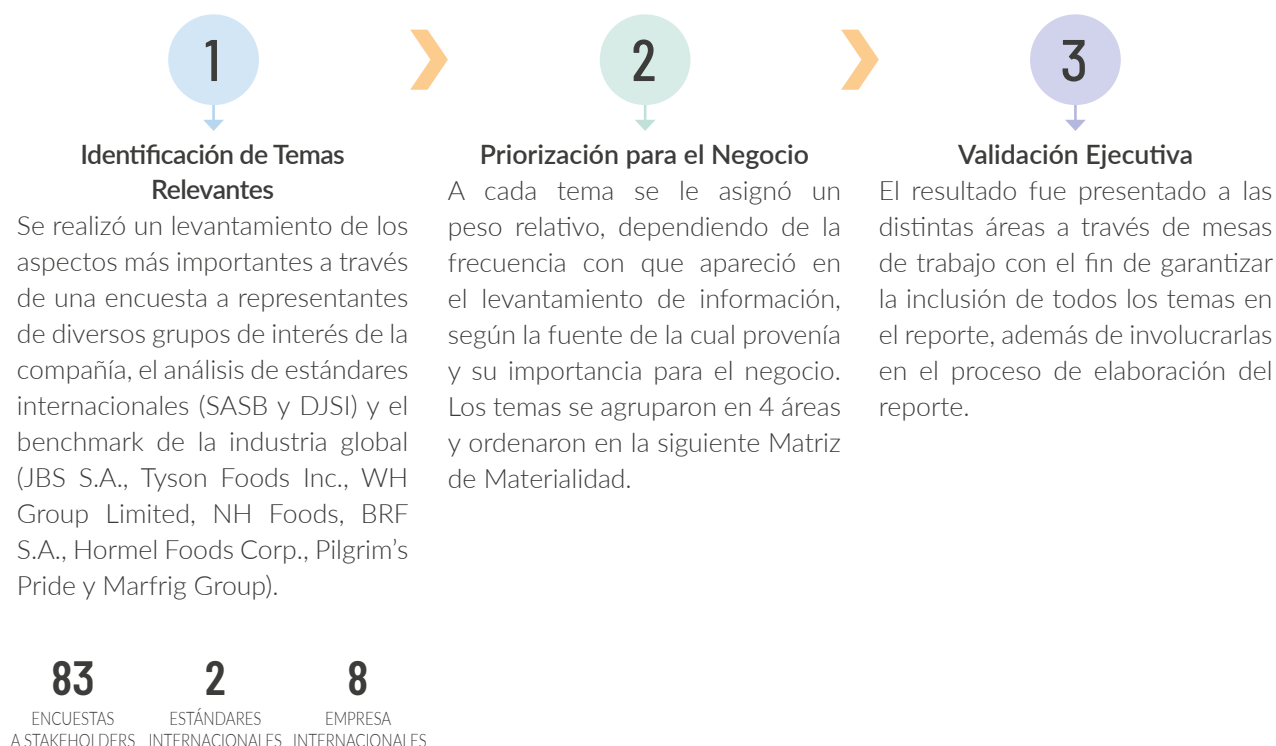 1
Identificación de Temas
Relevantes
Se realizó un levantamiento de los
aspectos más importantes a través
de una encuesta a representantes
de diversos grupos de interés de la
compañía, el análisis de estándares
internacionales (SASB y DJSI) y el
benchmark de la industria global
(JBS S.A., Tyson Foods Inc., WH
Group Limited, NH Foods, BRF
S.A., Hormel Foods Corp., Pilgrim’s
Pride y Marfrig Group).
83
ENCUESTAS
A STAKEHOLDERS
2
ESTÁNDARES
INTERNACIONALES
8
EMPRESA
INTERNACIONALES
2
Priorización para el Negocio
A cada tema se le asignó un
peso relativo, dependiendo de la
frecuencia con que apareció en
el levantamiento de información,
según la fuente de la cual provenía
y su importancia para el negocio.
Los temas se agruparon en 4 áreas
y ordenaron en la siguiente Matriz
de Materialidad.
3
Validación Ejecutiva
El resultado fue presentado a las
distintas áreas a través de mesas
de trabajo con el fin de garantizar
la inclusión de todos los temas en
el reporte, además de involucrarlas
en el proceso de elaboración del
reporte.